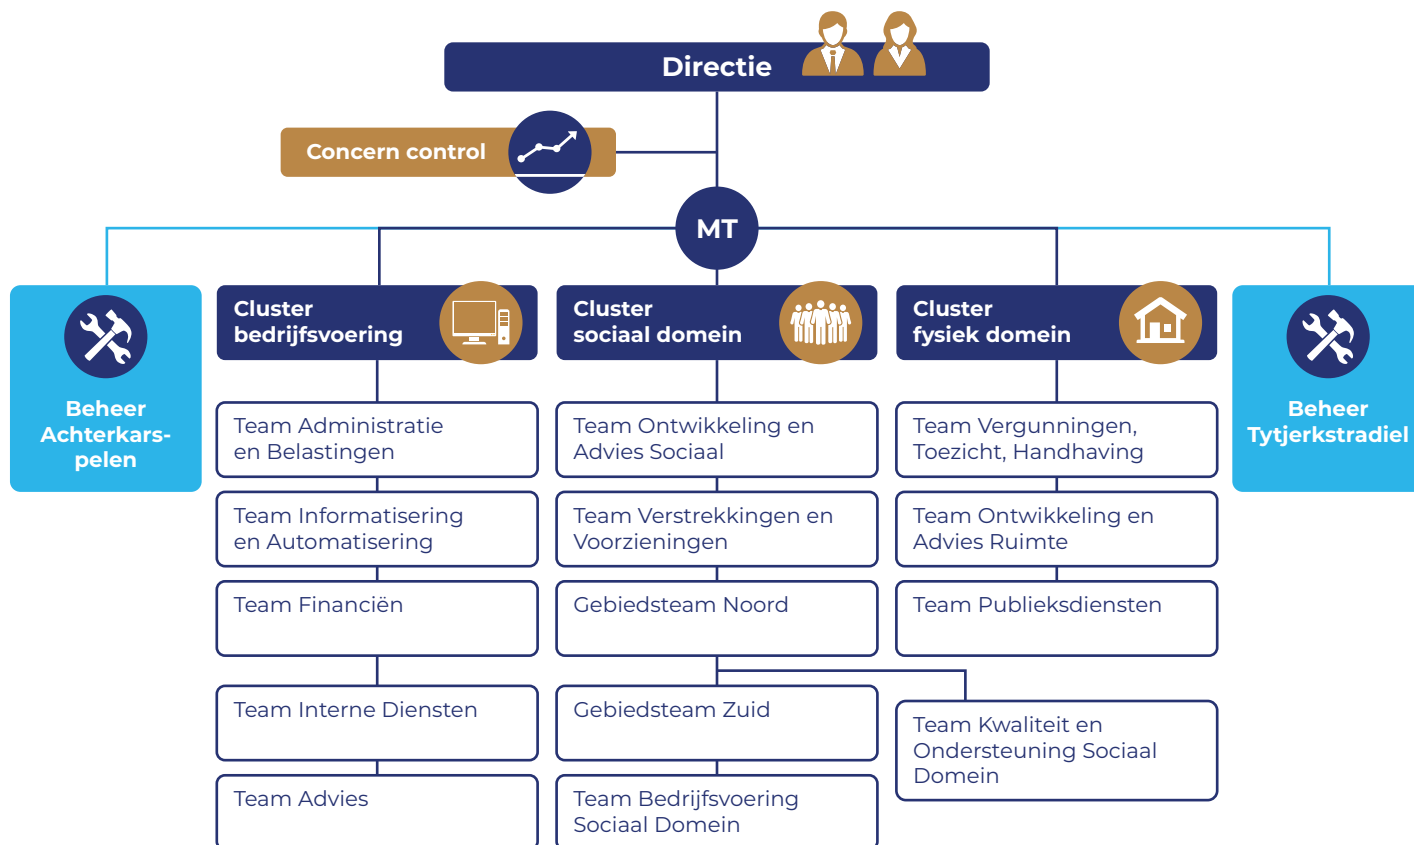 Directie
Concern control
MT
Beheer
Achterkars-
pelen
Cluster
bedrijfsvoering
Team Administratie
en Belastingen
Team Informatisering
en Automatisering
Team Financiën
Team Interne Diensten
Team Advies
Cluster
sociaal domein
Team Ontwikkeling en
Advies Sociaal
Team Verstrekkingen en
Voorzieningen
Gebiedsteam Noord
Gebiedsteam Zuid
Team Bedrijfsvoering
Sociaal Domein
Cluster
fysiek domein
Team Vergunningen,
Toezicht, Handhaving
Team Ontwikkeling en
Advies Ruimte
Team Publieksdiensten
Team Kwaliteit en
Ondersteuning Sociaal
Domein
Beheer
Tytjerkstradiel